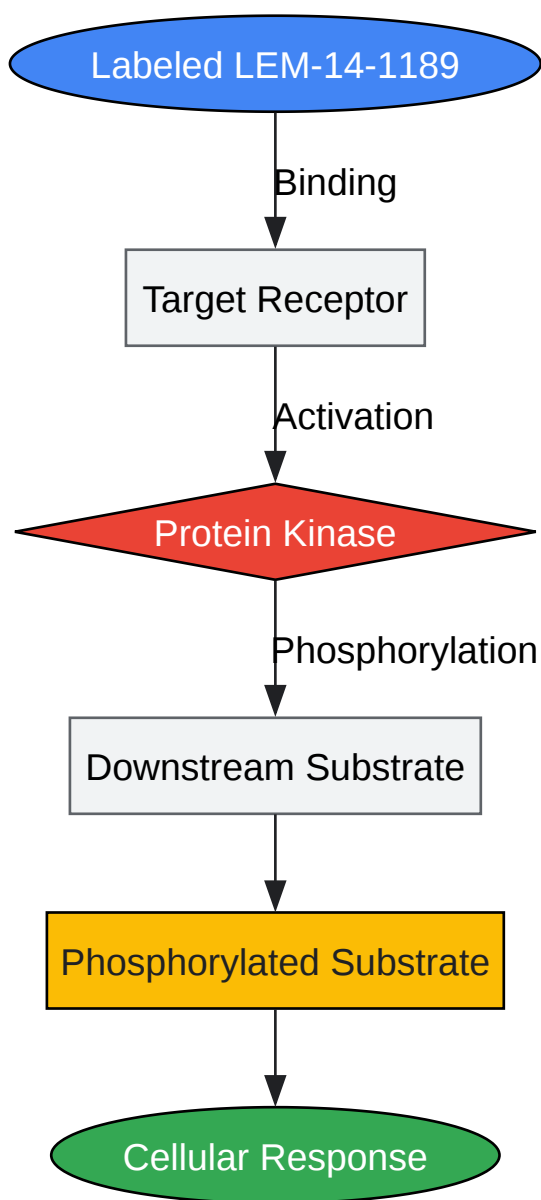 Labeled LEM-14-1189
Binding
Target Receptor
Activation
Protein Kinase
Phosphorylation
Downstream Substrate
Phosphorylated Substrate
Cellular Response